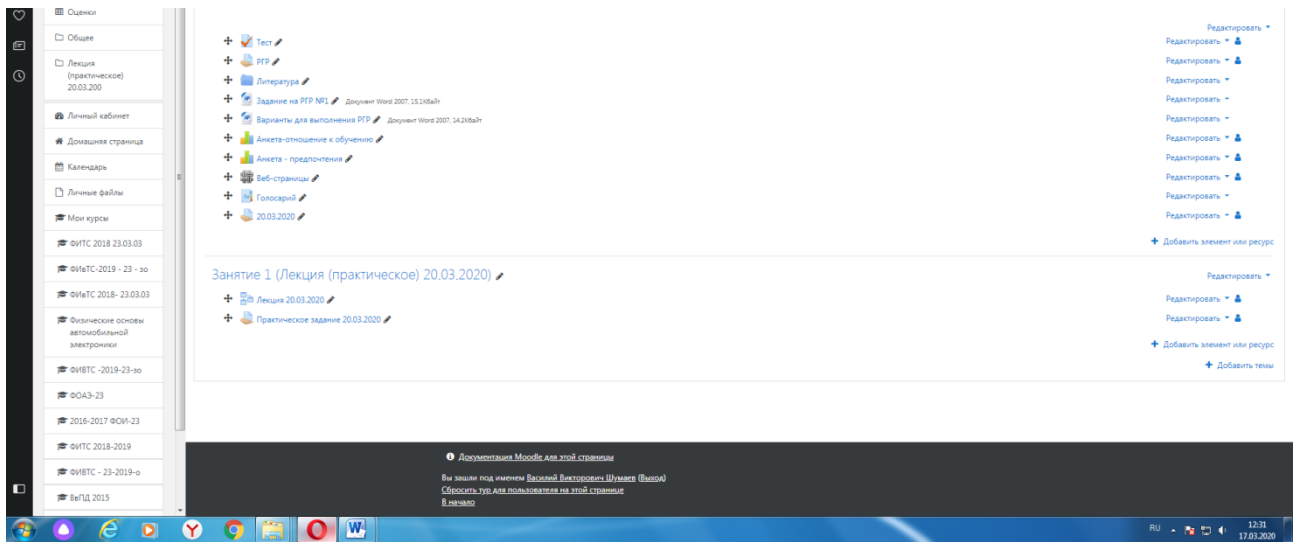 Оценки
Общее
Лекция
(практическое)
20.03.200
Личный кабинет
Домашняя страница
Календарь
Личные файлы
Мои курсы
ФИТС 2018 23.03.03
ФИвТС-2019 - 23 - зо
ФИвТС 2018- 23.03.03
Физические основы
автомобильной
электроники
ФИВТС -2019-23-зо
ФОАЭ-23
2016-2017 ФОИ-23
ФИТС 2018-2019
ФИВТС - 23-2019-о
ВвПД 2015
Редактировать
Тест Редактировать
РГР Редактировать
Литература Редактировать
Задание на РГР №1 Документ Word 2007, 15.1Кбайт Редактировать
Варианты для выполнения РГР Документ Word 2007, 14.2Кбайт Редактировать
Анкета-отношение к обучению Редактировать
Анкета - предпочтения Редактировать
Веб-страницы Редактировать
Голосарий Редактировать
20.03.2020 Редактировать
+ Добавить элемент или ресурс
Занятие 1 (Лекция (практическое) 20.03.2020) Редактировать
Лекция 20.03.2020 Редактировать
Практическое задание 20.03.2020 Редактировать
+ Добавить элемент или ресурс
+ Добавить темы
Документация Moodle для этой страницы
Вы зашли под именем Василий Викторович Шумаев (Выход)
Сбросить тур для пользователя на этой странице
В начало
RU 12:31
17.03.2020